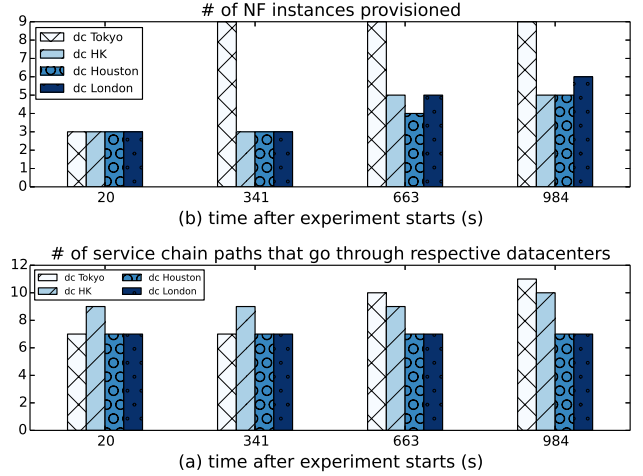 # of NF instances provisioned
9
8
7
6
5
4
3
2
1
0
dc Tokyo
dc HK
dc Houston
dc London
20 341 663 984
(b) time after experiment starts (s)
# of service chain paths that go through respective datacenters
12
10
8
6
4
2
0
dc Tokyo dc Houston
dc HK dc London
20 341 663 984
(a) time after experiment starts (s)